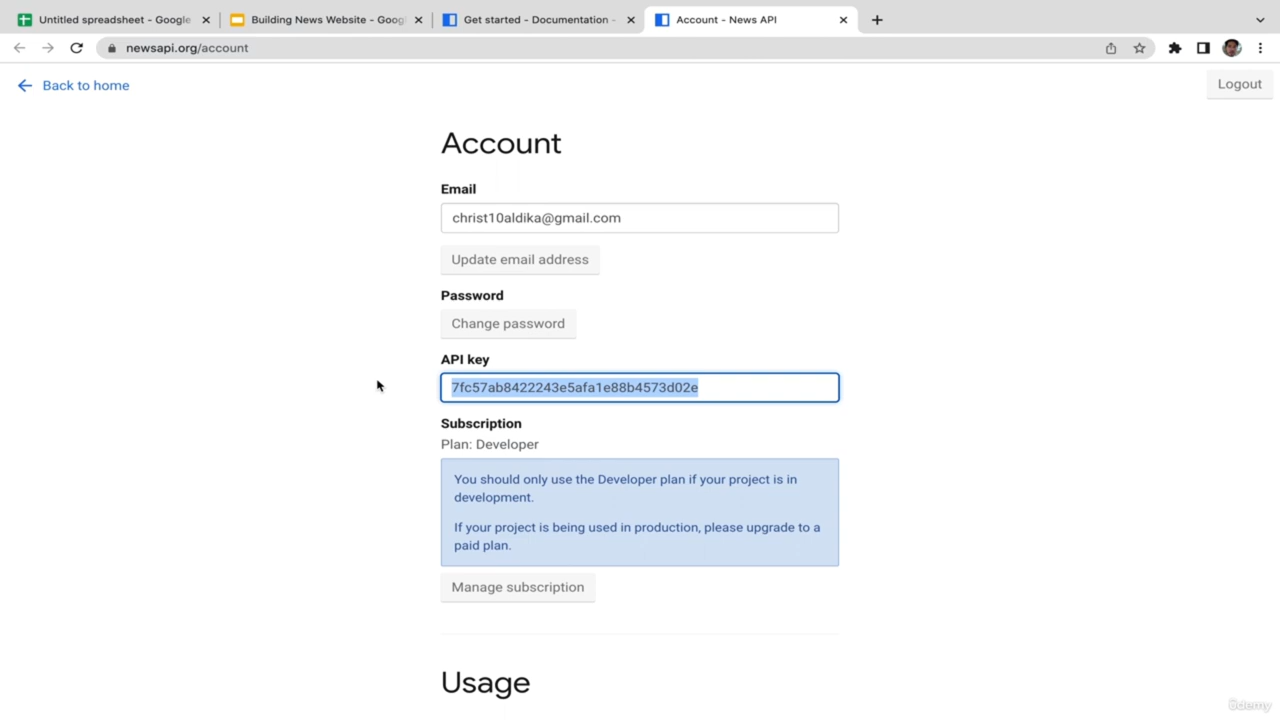 Untitled spreadsheet - Google
Building News Website - Goog
Get started - Documentation -
Account - News API
newsapi.org/account
Back to home
Logout
Account
Email
christ10aldika@gmail.com
Update email address
Password
Change password
API key
7fc57ab8422243e5afa1e88b4573d02e
Subscription
Plan: Developer
You should only use the Developer plan if your project is in
development.
If your project is being used in production, please upgrade to a
paid plan.
Manage subscription
Usage
ûdemy